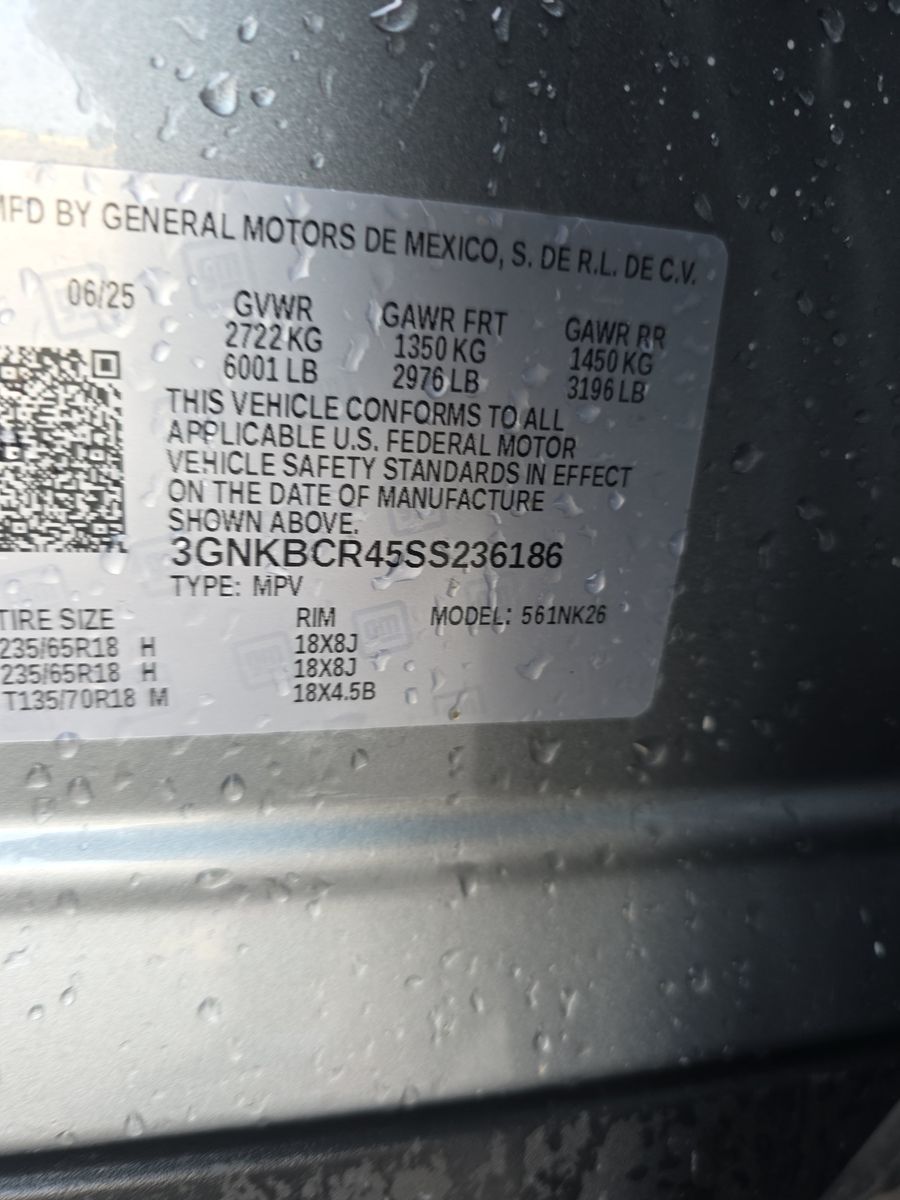 MFD BY GENERAL MOTORS DE MEXICO, S. DE R.L. DE C.V.
06/25
GVWR GAWR FRT GAWR RR
2722 KG 1350 KG 1450 KG
6001 LB 2976 LB 3196 LB
THIS VEHICLE CONFORMS TO ALL
APPLICABLE U.S. FEDERAL MOTOR
VEHICLE SAFETY STANDARDS IN EFFECT
ON THE DATE OF MANUFACTURE
SHOWN ABOVE.
3GNKBCR45SS236186
TYPE: MPV
TIRE SIZE RIM MODEL: 561NK26
235/65R18 H 18X8J
235/65R18 H 18X8J
T135/70R18 M 18X4.5B